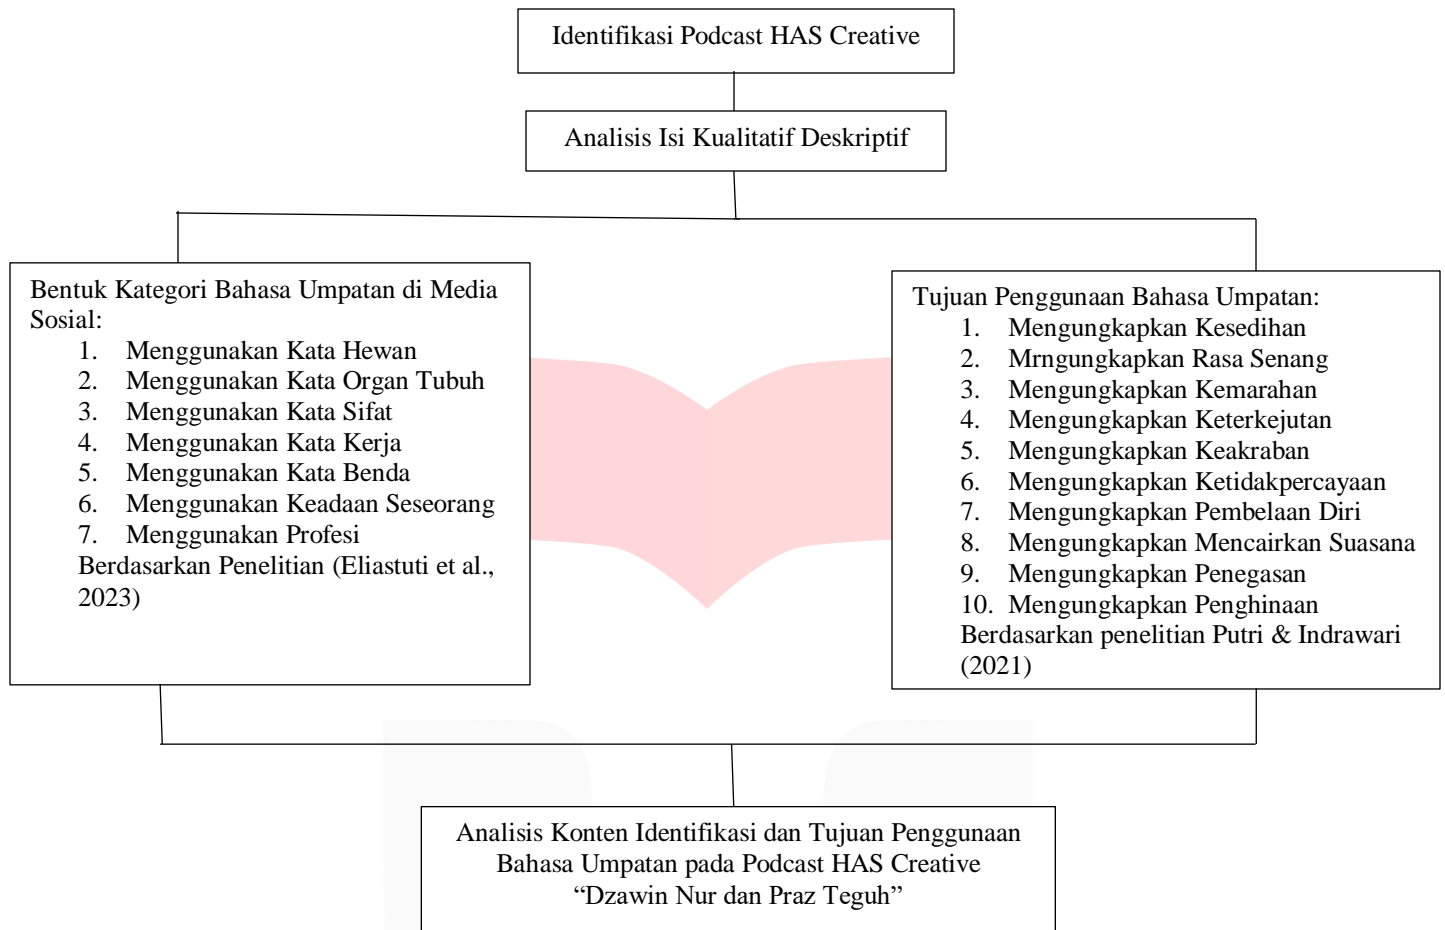 Identifikasi Podcast HAS Creative
Analisis Isi Kualitatif Deskriptif
Bentuk Kategori Bahasa Umpatan di Media
Sosial:
1. Menggunakan Kata Hewan
2. Menggunakan Kata Organ Tubuh
3. Menggunakan Kata Sifat
4. Menggunakan Kata Kerja
5. Menggunakan Kata Benda
6. Menggunakan Keadaan Seseorang
7. Menggunakan Profesi
Berdasarkan Penelitian (Eliastuti et al.,
2023)
Tujuan Penggunaan Bahasa Umpatan:
1. Mengungkapkan Kesedihan
2. Mrngungkapkan Rasa Senang
3. Mengungkapkan Kemarahan
4. Mengungkapkan Keterkejutan
5. Mengungkapkan Keakraban
6. Mengungkapkan Ketidakpercayaan
7. Mengungkapkan Pembelaan Diri
8. Mengungkapkan Mencairkan Suasana
9. Mengungkapkan Penegasan
10. Mengungkapkan Penghinaan
Berdasarkan penelitian Putri & Indrawari
(2021)
Analisis Konten Identifikasi dan Tujuan Penggunaan
Bahasa Umpatan pada Podcast HAS Creative
“Dzawin Nur dan Praz Teguh”